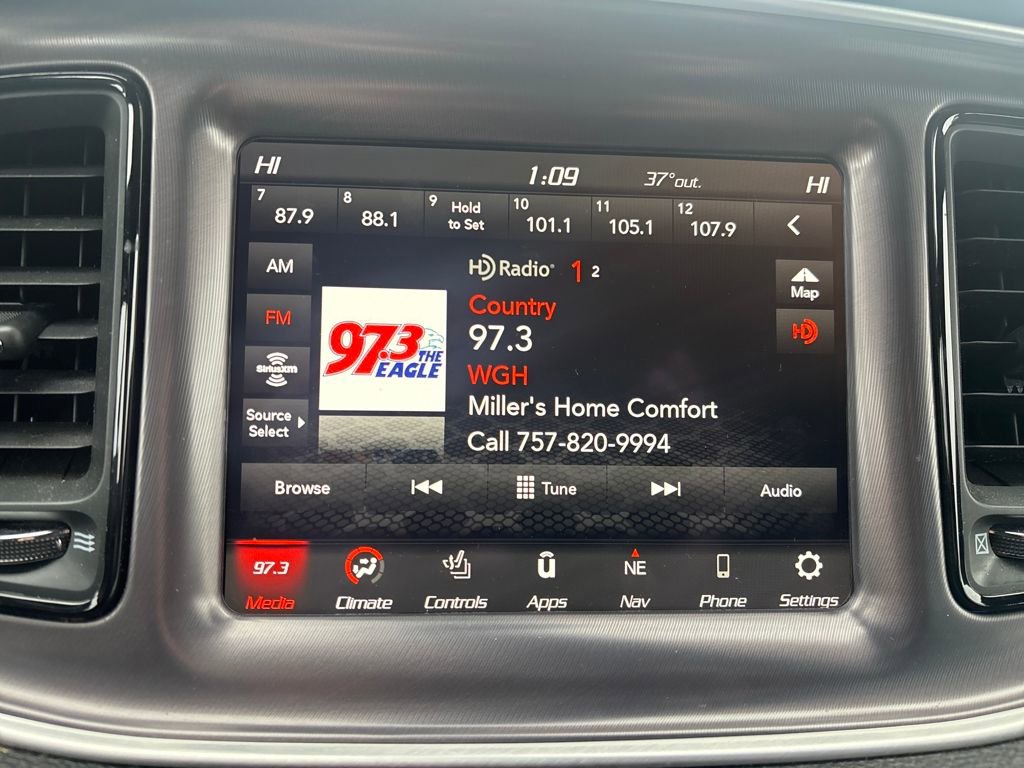 HI 1:09 37°out. HI
7 87.9 8 88.1 9 Hold to Set 10 101.1 11 105.1 12 107.9
AM
HD Radio 1 2
Map
FM
Country
97.3
HD
SiriusXM
97.3 THE EAGLE
WGH
Miller's Home Comfort
Source
Select
Call 757-820-9994
Browse Tune Audio
97.3 NE
Media Climate Controls Apps Nav Phone Settings